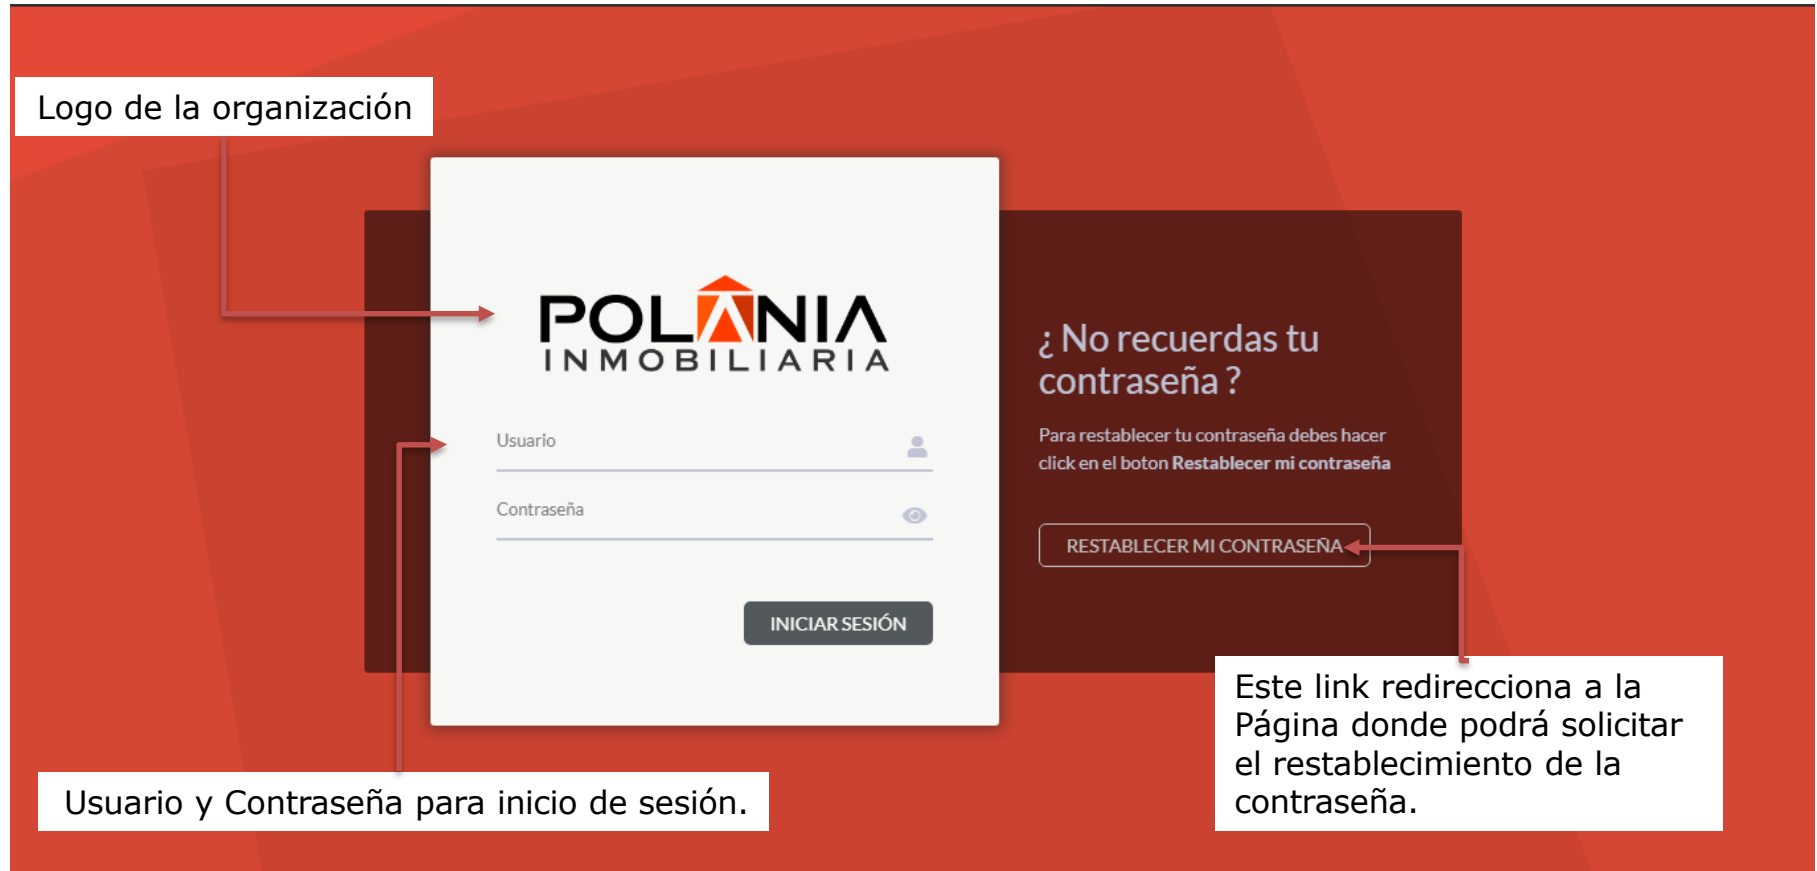 Logo de la organización
POLANIA
INMOBILIARIA
Usuario
Contraseña
INICIAR SESIÓN
¿ No recuerdas tu
contraseña ?
Para restablecer tu contraseña debes hacer
click en el boton Restablecer mi contraseña
RESTABLECER MI CONTRASEÑA
Usuario y Contraseña para inicio de sesión.
Este link redirecciona a la
Página donde podrá solicitar
el restablecimiento de la
contraseña.